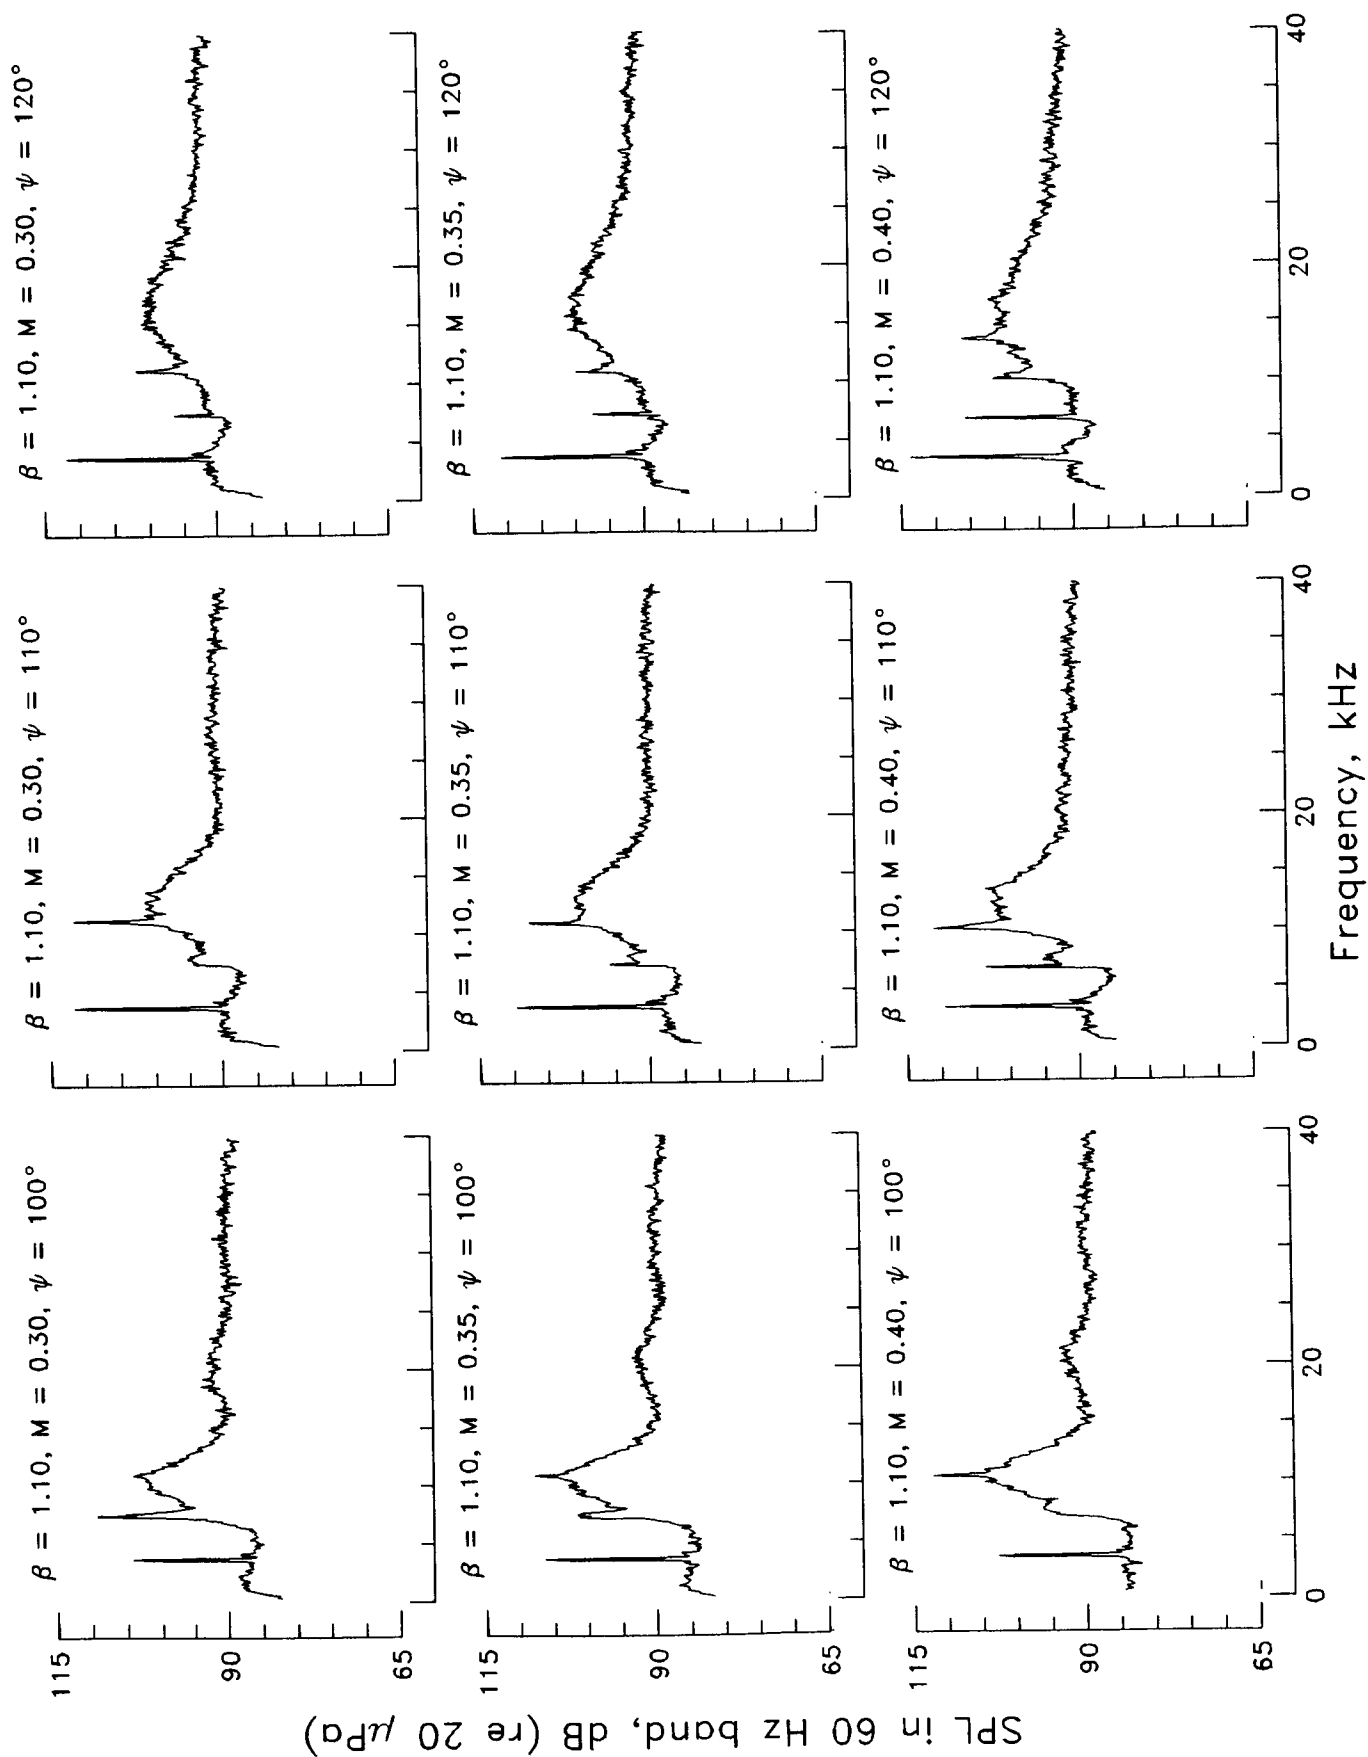 β = 1.10, M = 0.30, ψ = 100°
β = 1.10, M = 0.30, ψ = 110°
β = 1.10, M = 0.30, ψ = 120°
115
90
65
β = 1.10, M = 0.35, ψ = 100°
β = 1.10, M = 0.35, ψ = 110°
β = 1.10, M = 0.35, ψ = 120°
115
90
65
β = 1.10, M = 0.40, ψ = 100°
β = 1.10, M = 0.40, ψ = 110°
β = 1.10, M = 0.40, ψ = 120°
115
90
65
0 20 40
0 20 40
0 20 40
SPL in 60 Hz band, dB (re 20 μPa)
Frequency, kHz